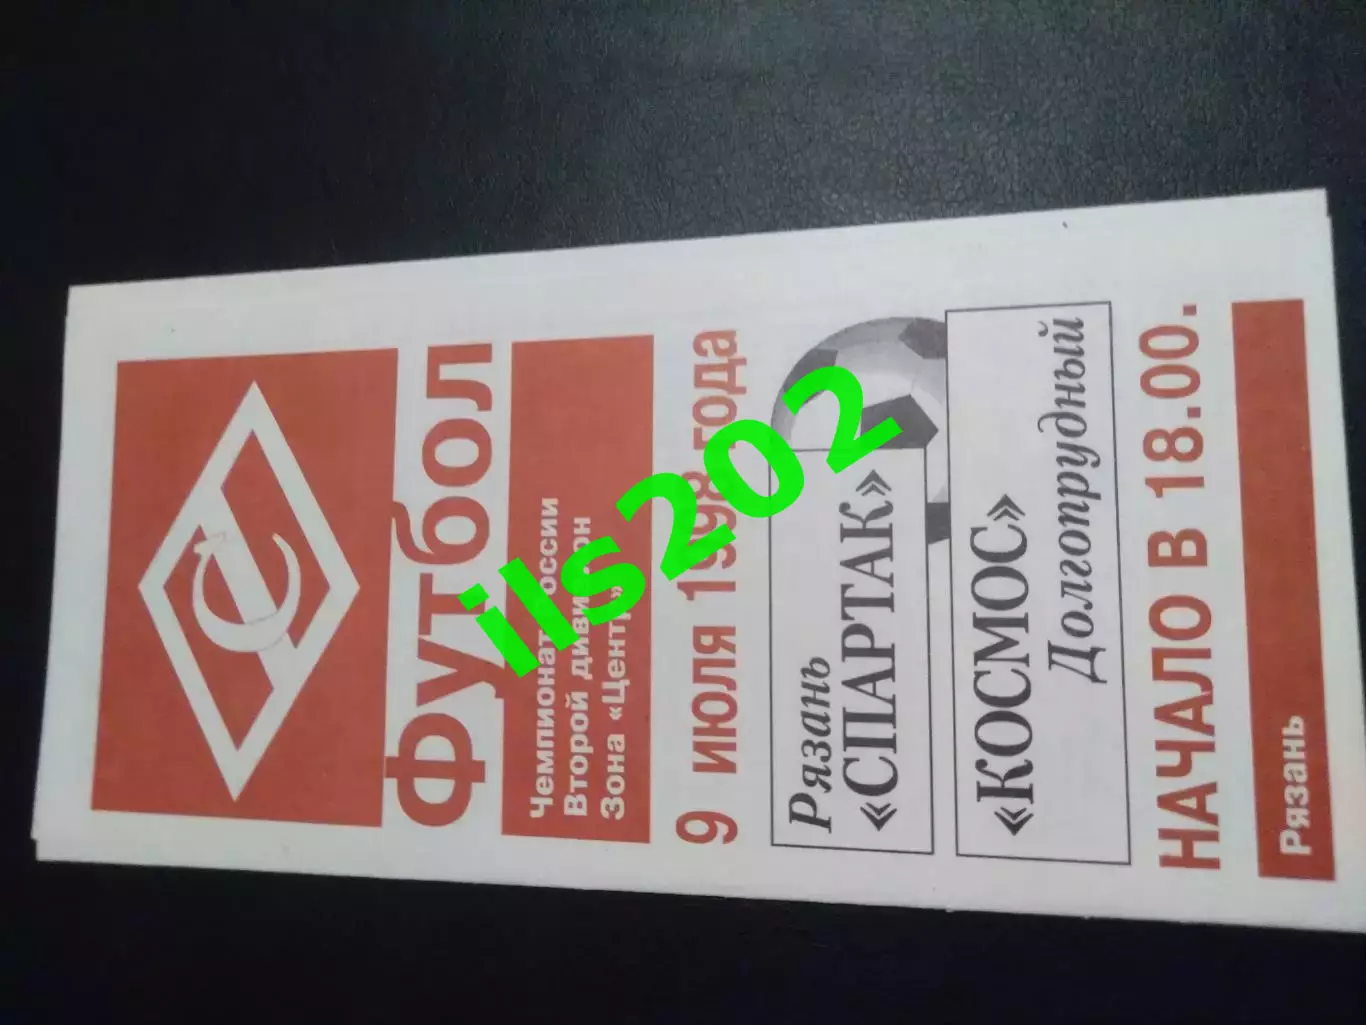 Футбол
Чемпионат России
Второй дивизион
Зона «Центр»
9 июля 1998 года
Рязань
«СПАРТАК»
«КОСМОС»
Долгопрудный
НАЧАЛО В 18.00.
Рязань
ils202